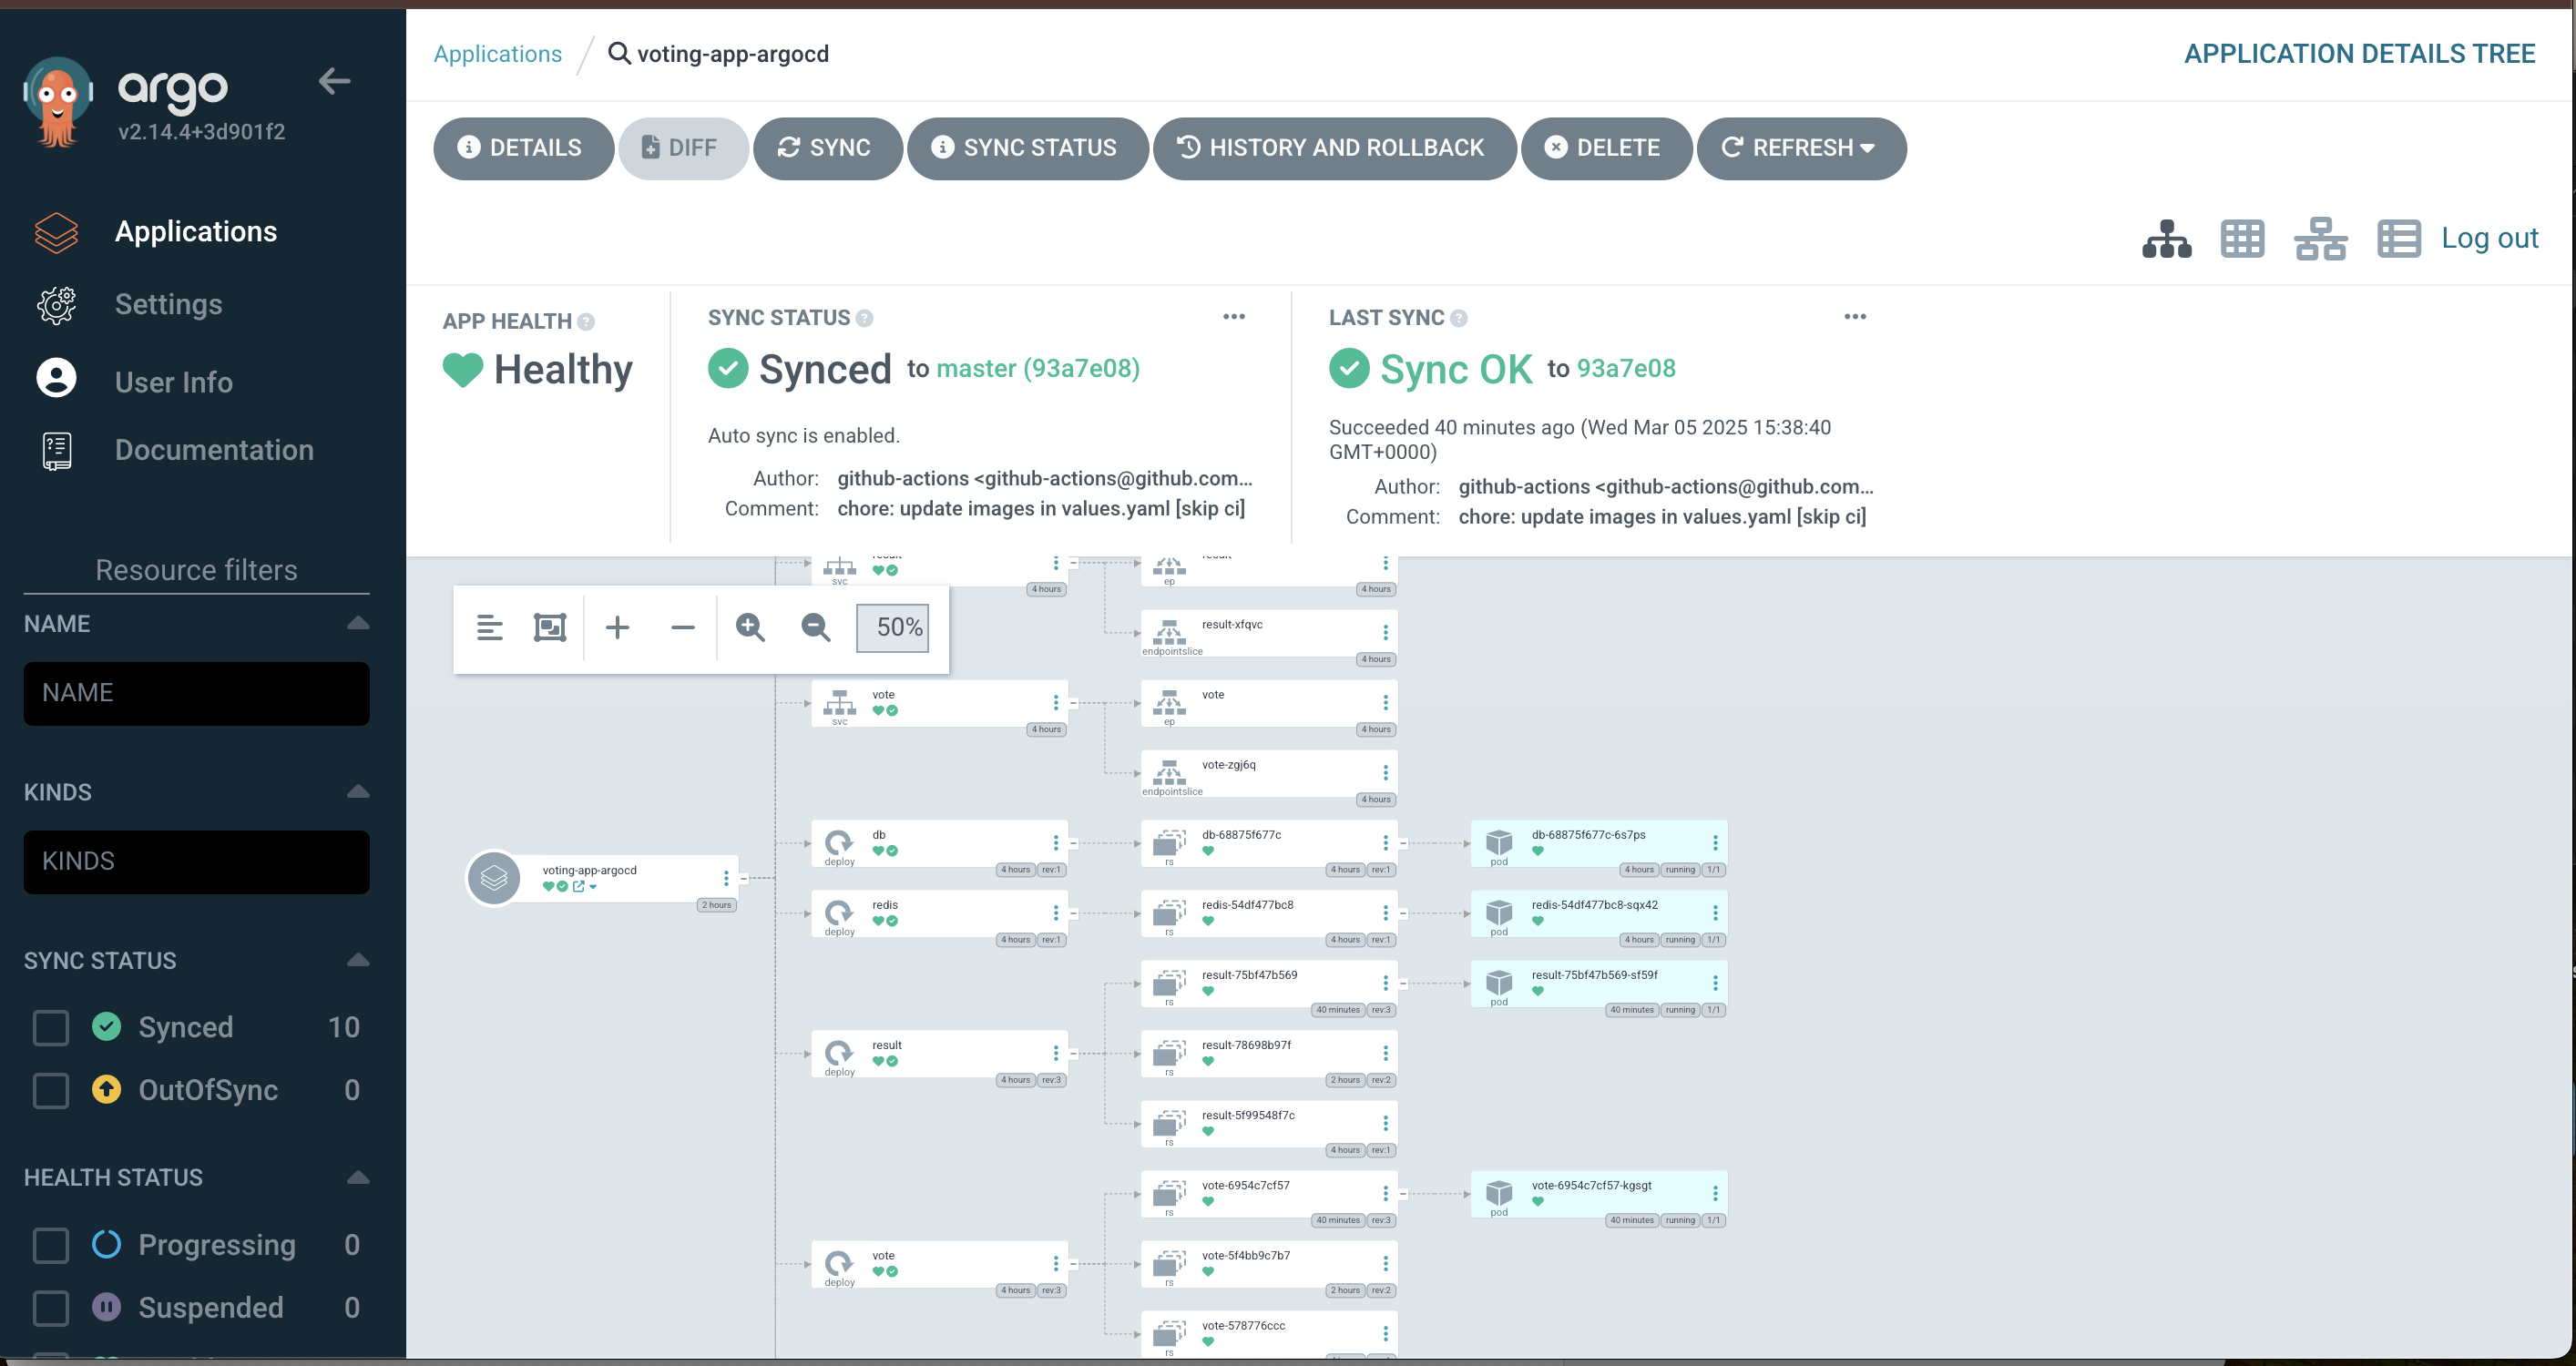 argo
v2.14.4+3d901f2
Applications
Settings
User Info
Documentation
Resource filters
NAME
NAME
KINDS
KINDS
SYNC STATUS
Synced 10
OutOfSync 0
HEALTH STATUS
Progressing 0
Suspended 0
Applications / voting-app-argocd
APPLICATION DETAILS TREE
DETAILS DIFF SYNC SYNC STATUS HISTORY AND ROLLBACK DELETE REFRESH
Log out
APP HEALTH
Healthy
SYNC STATUS
Synced to master (93a7e08)
Auto sync is enabled.
Author: github-actions <github-actions@github.com...
Comment: chore: update images in values.yaml [skip ci]
LAST SYNC
Sync OK to 93a7e08
Succeeded 40 minutes ago (Wed Mar 05 2025 15:38:40
GMT+0000)
Author: github-actions <github-actions@github.com...
Comment: chore: update images in values.yaml [skip ci]
50%
voting-app-argocd
2 hours
result
svc
4 hours
result
ep
4 hours
result-xfqvc
endpointslice
4 hours
vote
svc
4 hours
vote
ep
4 hours
vote-zgj6q
endpointslice
4 hours
db
deploy
4 hours rev:1
db-68875f677c
rs
4 hours rev:1
db-68875f677c-6s7ps
pod
4 hours running 1/1
redis
deploy
4 hours rev:1
redis-54df477bc8
rs
4 hours rev:1
redis-54df477bc8-sqx42
pod
4 hours running 1/1
result-75bf47b569
rs
40 minutes rev:3
result-75bf47b569-sf59f
pod
40 minutes running 1/1
result
deploy
4 hours rev:3
result-78698b97f
rs
2 hours rev:2
result-5f99548f7c
rs
4 hours rev:1
vote-6954c7cf57
rs
40 minutes rev:3
vote-6954c7cf57-kgsgt
pod
40 minutes running 1/1
vote
deploy
4 hours rev:3
vote-5f4bb9c7b7
rs
2 hours rev:2
vote-578776ccc
rs